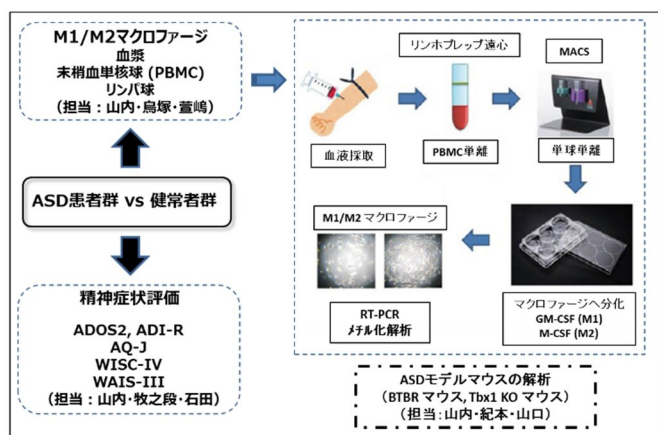 M1/M2マクロファージ
血漿
末梢血単核球 (PBMC)
リンパ球
(担当：山内・烏塚・萱嶋)
ASD患者群 vs 健常者群
精神症状評価
ADOS2, ADI-R
AQ-J
WISC-IV
WAIS-III
(担当：山内・牧之段・石田)
血液採取
リンホプレップ遠心
PBMC単離
MACS
単球単離
マクロファージへ分化
GM-CSF (M1)
M-CSF (M2)
M1/M2 マクロファージ
RT-PCR
メチル化解析
ASDモデルマウスの解析
(BTBR マウス, Tbx1 KO マウス)
(担当：山内・紀本・山口)